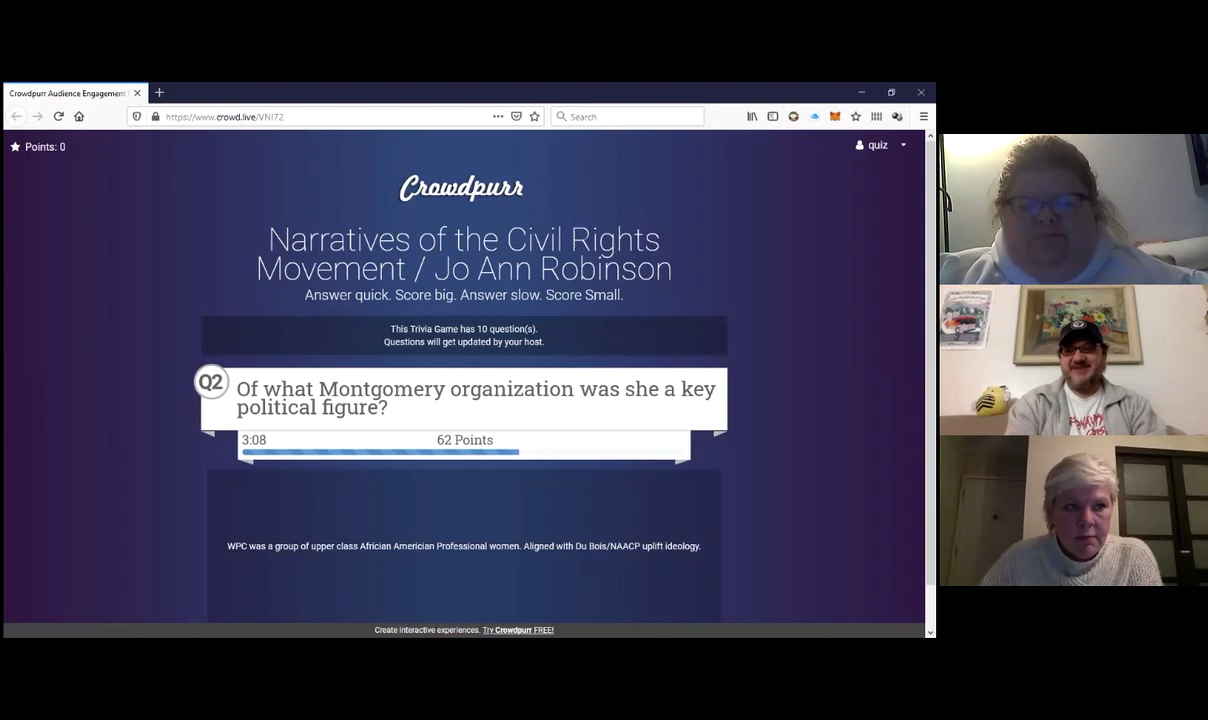 Crowdpurr Audience Engagement
https://www.crowd.live/VNI72
Search
Points: 0
quiz
Crowdpurr
Narratives of the Civil Rights
Movement / Jo Ann Robinson
Answer quick. Score big. Answer slow. Score Small.
This Trivia Game has 10 question(s).
Questions will get updated by your host.
Q2
Of what Montgomery organization was she a key
political figure?
3:08
62 Points
WPC was a group of upper class Africian American Professional women. Aligned with Du Bois/NAACP uplift ideology.
Create interactive experiences. Try Crowdpurr FREE!